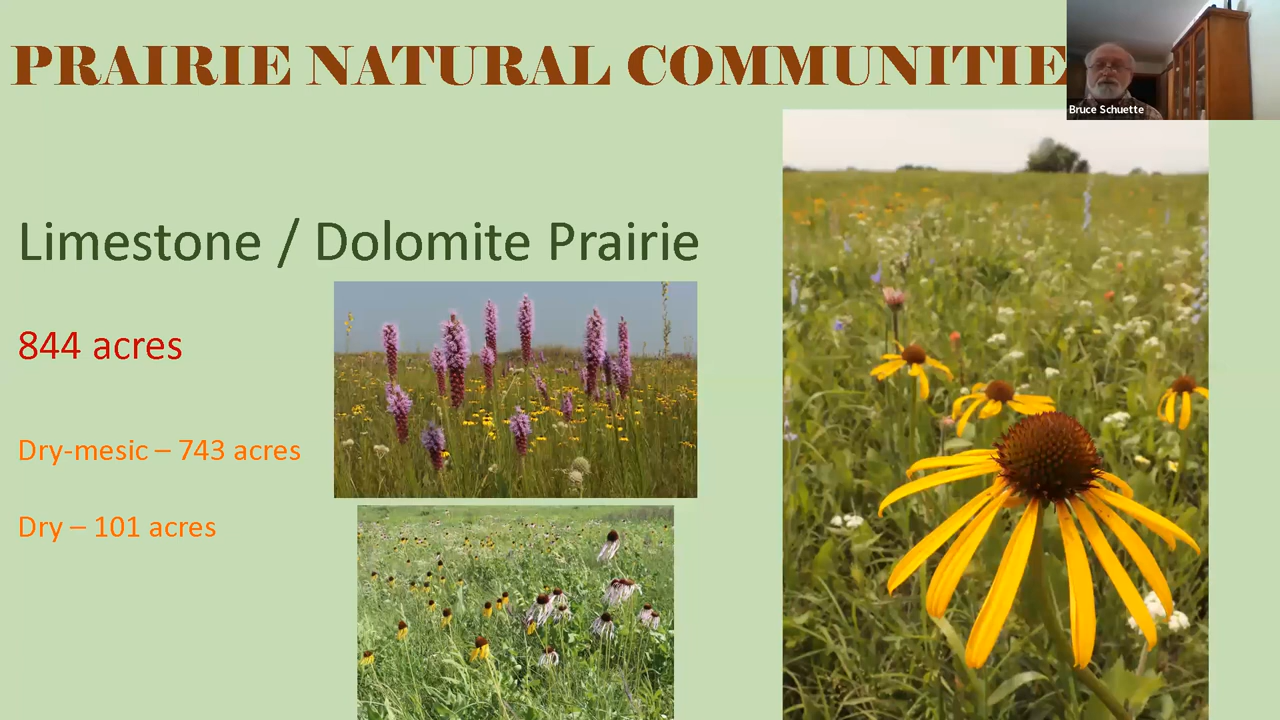 PRAIRIE NATURAL COMMUNITIE
Bruce Schuette
Limestone / Dolomite Prairie
844 acres
Dry-mesic – 743 acres
Dry – 101 acres